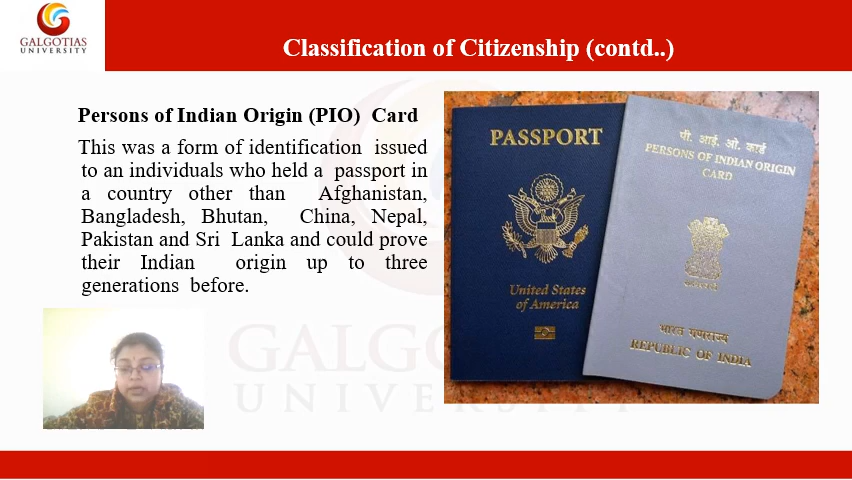 GALGOTIAS
UNIVERSITY
Classification of Citizenship (contd..)
Persons of Indian Origin (PIO) Card
This was a form of identification issued
to an individuals who held a passport in
a country other than Afghanistan,
Bangladesh, Bhutan, China, Nepal,
Pakistan and Sri Lanka and could prove
their Indian origin up to three
generations before.
PASSPORT
United States
of America
पी. आई. ओ. कार्ड
PERSONS OF INDIAN ORIGIN
CARD
भारत गणराज्य
REPUBLIC OF INDIA